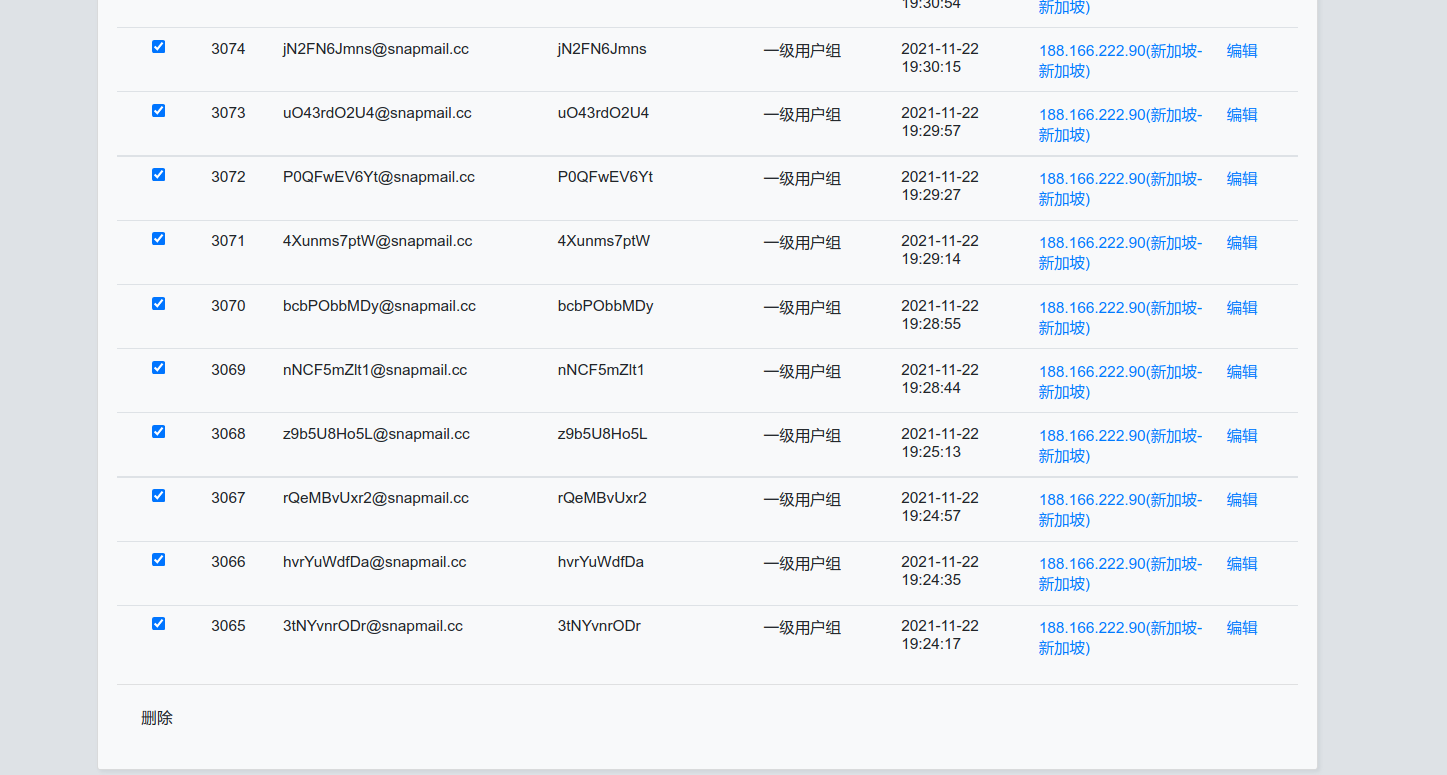 19:30:54 新加坡)
3074 jN2FN6Jmns@snapmail.cc jN2FN6Jmns 一级用户组 2021-11-22 188.166.222.90(新加坡- 编辑
19:30:15 新加坡)
3073 uO43rdO2U4@snapmail.cc uO43rdO2U4 一级用户组 2021-11-22 188.166.222.90(新加坡- 编辑
19:29:57 新加坡)
3072 P0QFwEV6Yt@snapmail.cc P0QFwEV6Yt 一级用户组 2021-11-22 188.166.222.90(新加坡- 编辑
19:29:27 新加坡)
3071 4Xunms7ptW@snapmail.cc 4Xunms7ptW 一级用户组 2021-11-22 188.166.222.90(新加坡- 编辑
19:29:14 新加坡)
3070 bcbPObbMDy@snapmail.cc bcbPObbMDy 一级用户组 2021-11-22 188.166.222.90(新加坡- 编辑
19:28:55 新加坡)
3069 nNCF5mZlt1@snapmail.cc nNCF5mZlt1 一级用户组 2021-11-22 188.166.222.90(新加坡- 编辑
19:28:44 新加坡)
3068 z9b5U8Ho5L@snapmail.cc z9b5U8Ho5L 一级用户组 2021-11-22 188.166.222.90(新加坡- 编辑
19:25:13 新加坡)
3067 rQeMBvUxr2@snapmail.cc rQeMBvUxr2 一级用户组 2021-11-22 188.166.222.90(新加坡- 编辑
19:24:57 新加坡)
3066 hvrYuWdfDa@snapmail.cc hvrYuWdfDa 一级用户组 2021-11-22 188.166.222.90(新加坡- 编辑
19:24:35 新加坡)
3065 3tNYvnrODr@snapmail.cc 3tNYvnrODr 一级用户组 2021-11-22 188.166.222.90(新加坡- 编辑
19:24:17 新加坡)
删除